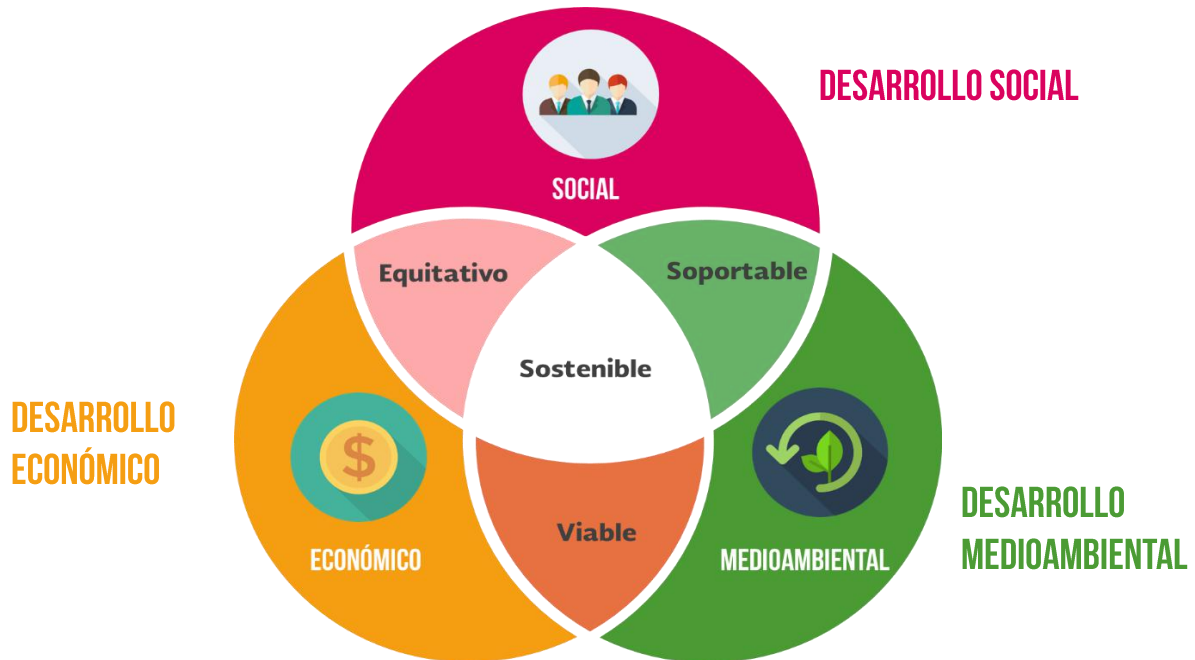 DESARROLLO SOCIAL
SOCIAL
Equitativo
Soportable
Sostenible
DESARROLLO
ECONÓMICO
$
ECONÓMICO
Viable
MEDIOAMBIENTAL
DESARROLLO
MEDIOAMBIENTAL